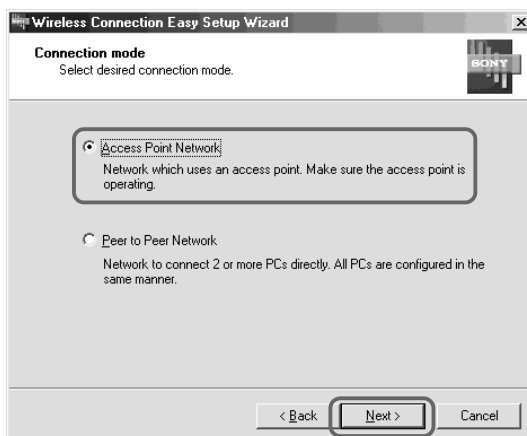 Wireless Connection Easy Setup Wizard
Connection mode
Select desired connection mode.
SONY
Access Point Network
Network which uses an access point. Make sure the access point is
operating.
Peer to Peer Network
Network to connect 2 or more PCs directly. All PCs are configured in the
same manner.
< Back Next > Cancel